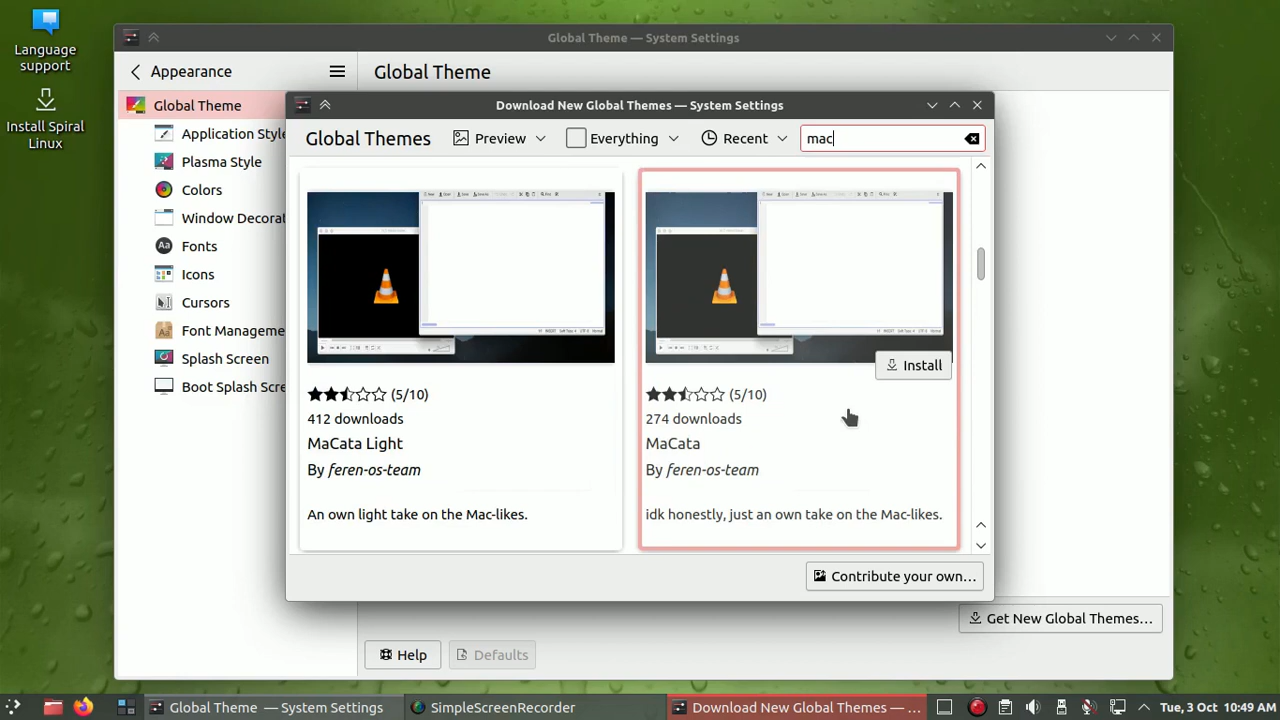 Language
support
Install Spiral
Linux
Global Theme — System Settings
Appearance
Global Theme
Global Theme
Application Style
Plasma Style
Colors
Window Decorat
Fonts
Icons
Cursors
Font Manageme
Splash Screen
Boot Splash Scre
Download New Global Themes — System Settings
Global Themes
Preview
Everything
Recent
mac
(5/10)
412 downloads
MaCata Light
By feren-os-team
An own light take on the Mac-likes.
Install
(5/10)
274 downloads
MaCata
By feren-os-team
idk honestly, just an own take on the Mac-likes.
Contribute your own...
Get New Global Themes...
Help
Defaults
Global Theme — System Settings
SimpleScreenRecorder
Download New Global Themes — ...
Tue, 3 Oct
10:49 AM